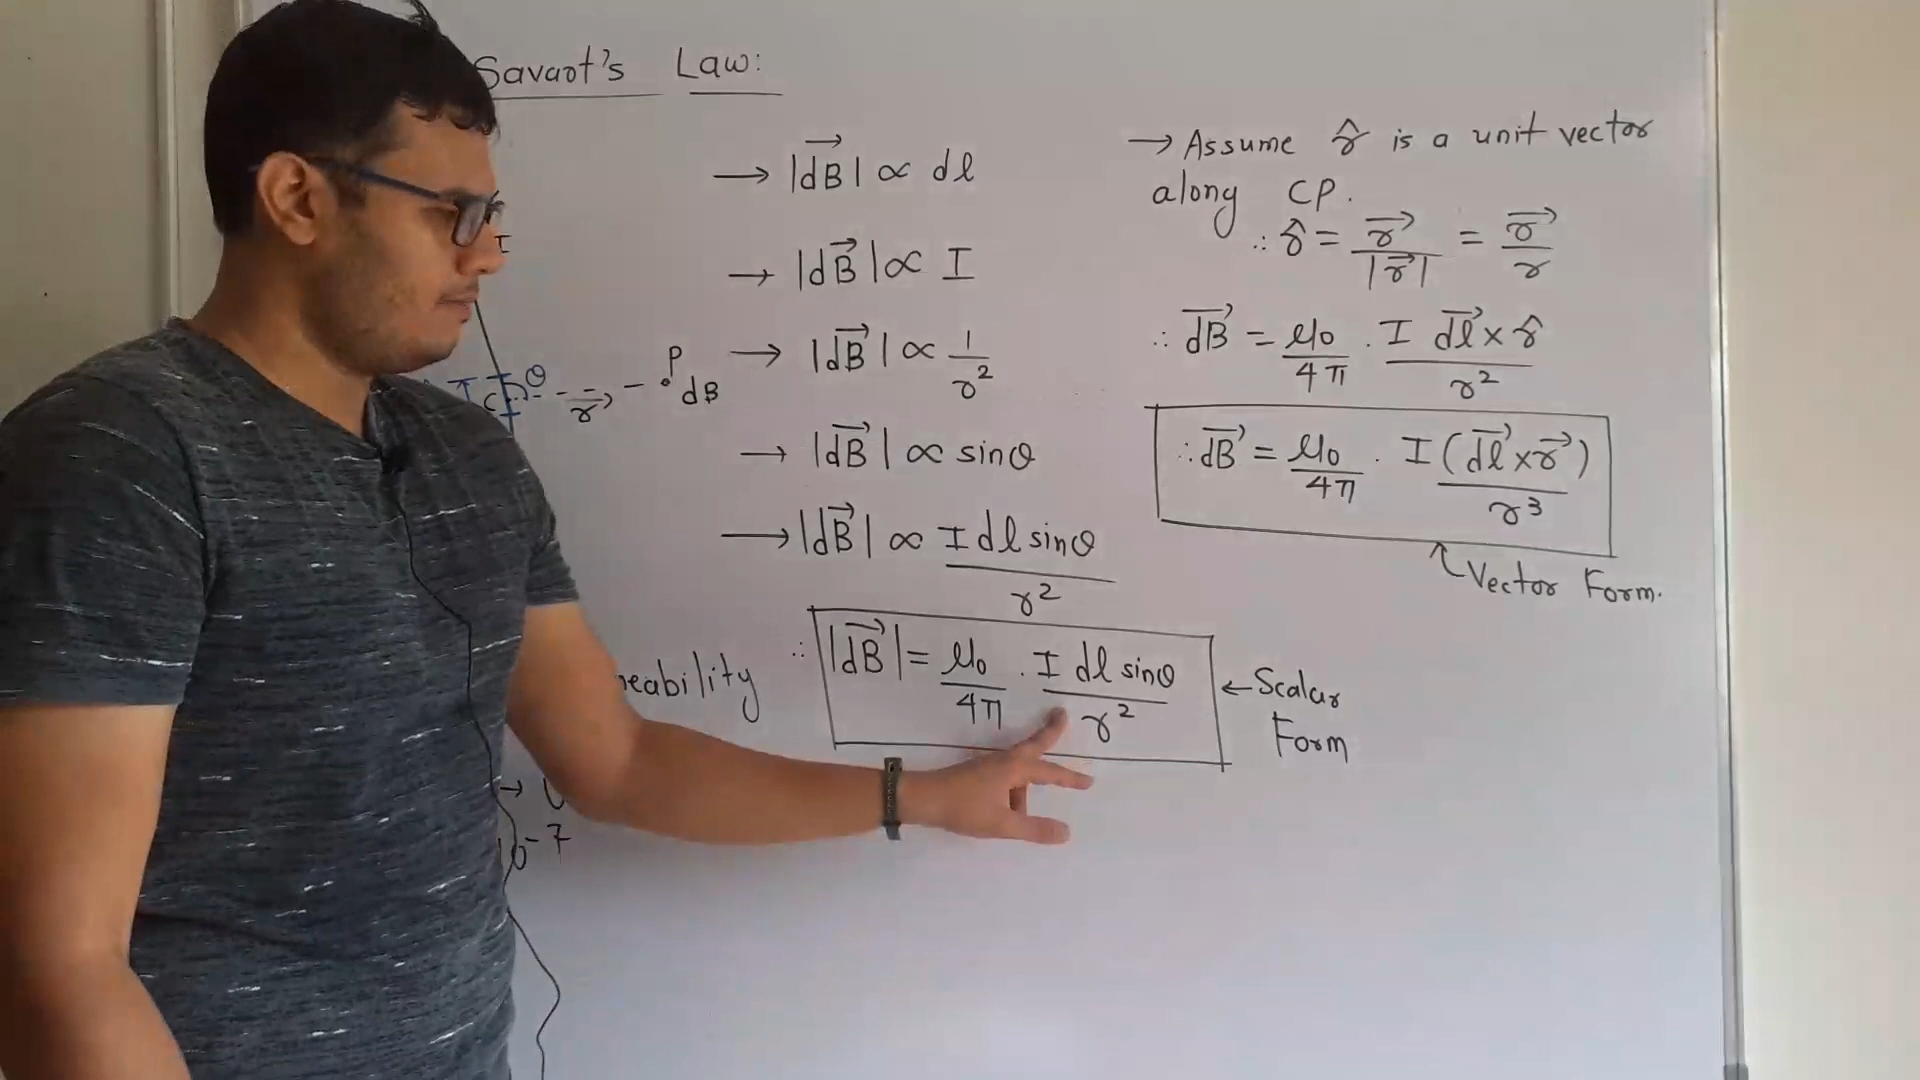 Savart's Law:
I
C θ r⃗ P dB
→ |dB⃗| ∝ dl
→ |dB⃗| ∝ I
→ |dB⃗| ∝ 1/r²
→ |dB⃗| ∝ sinθ
→ |dB⃗| ∝ I dl sinθ / r²
∴ |dB⃗| = μ₀/4π · I dl sinθ / r² ← Scalar
Form
→ Assume r̂ is a unit vector
along CP.
∴ r̂ = r⃗/|r⃗| = r⃗/r
∴ dB⃗ = μ₀/4π · I dl⃗ × r̂ / r²
∴ dB⃗ = μ₀/4π · I (dl⃗ × r⃗) / r³
Vector Form.